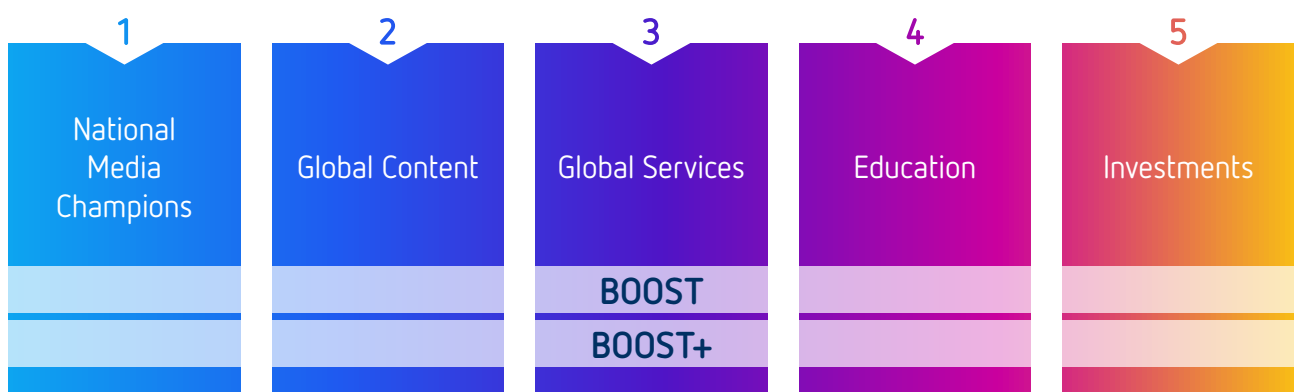 1
2
3
4
5
National
Media
Champions
Global Content
Global Services
Education
Investments
BOOST
BOOST+